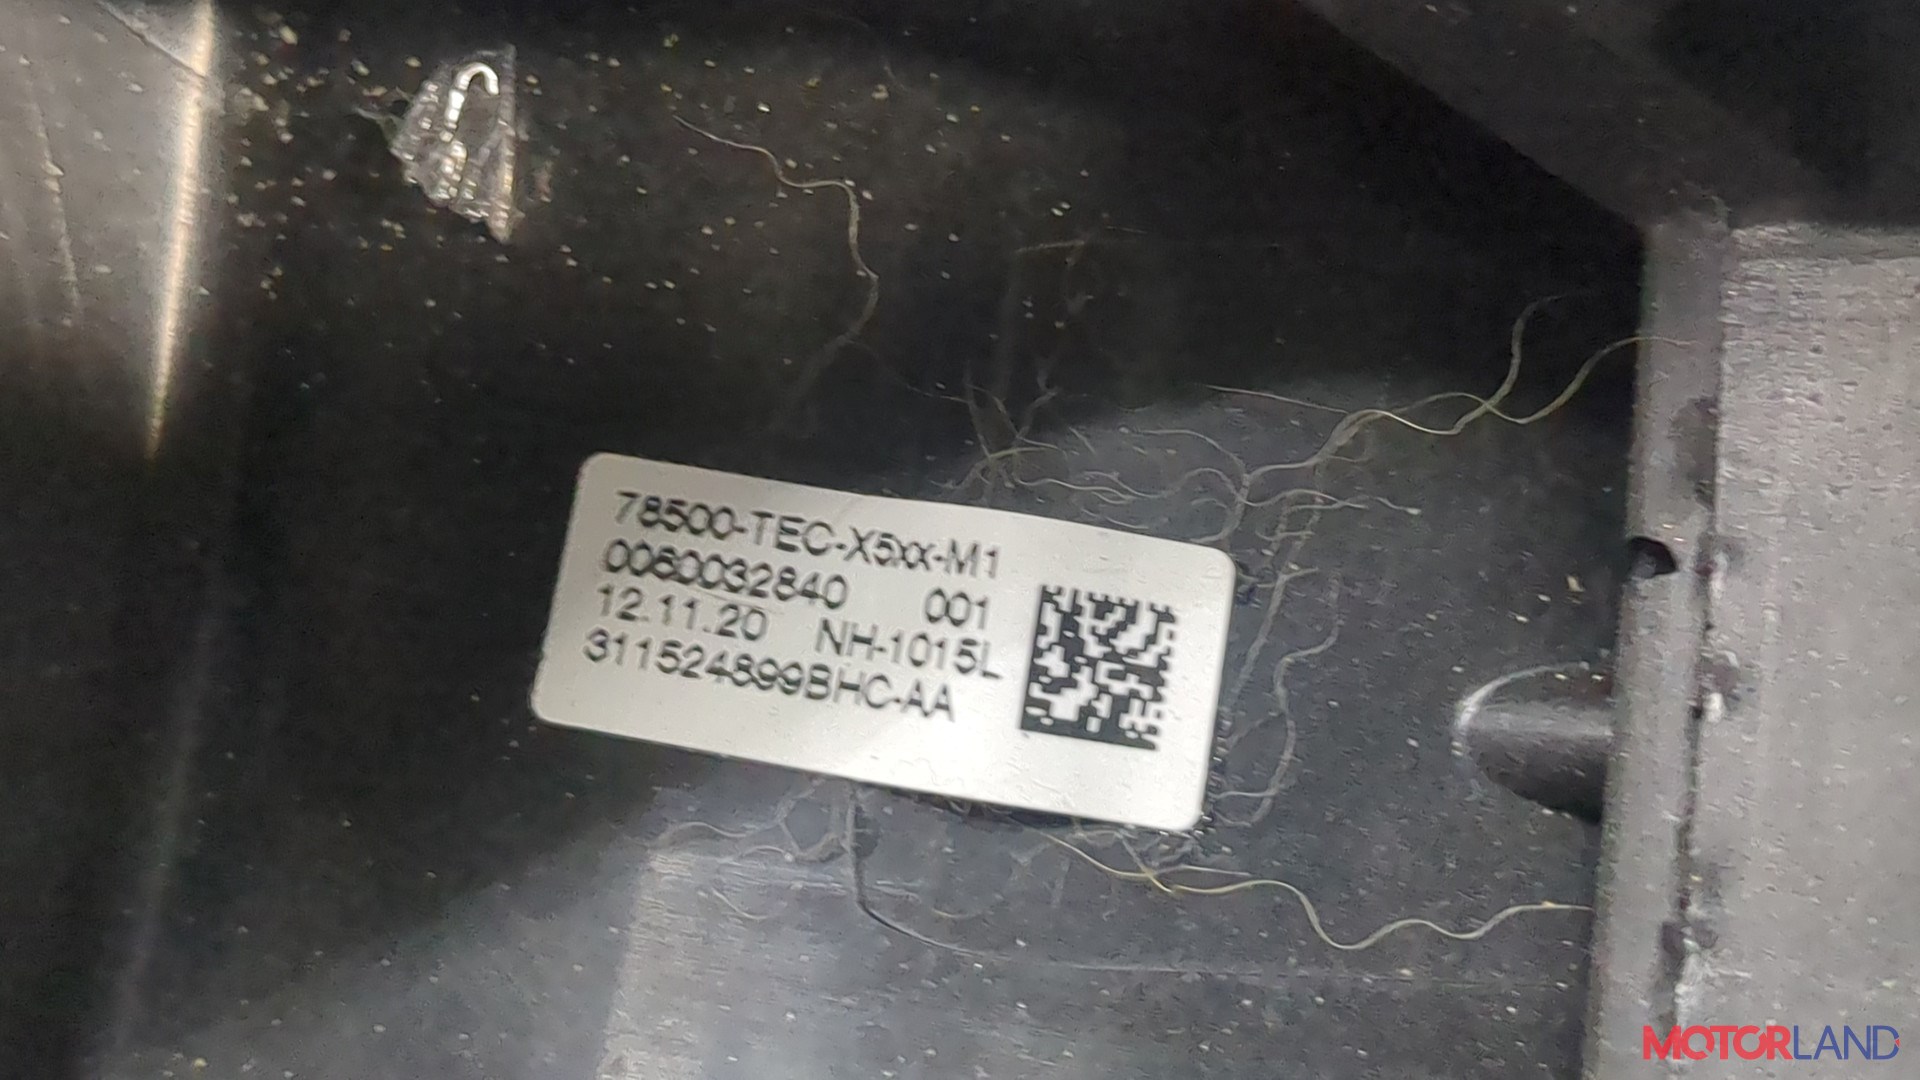 78500-TEC-X5xx-M1
0060032840 001
12.11.20 NH-1015L
311524899BHC-AA
MOTORLAND